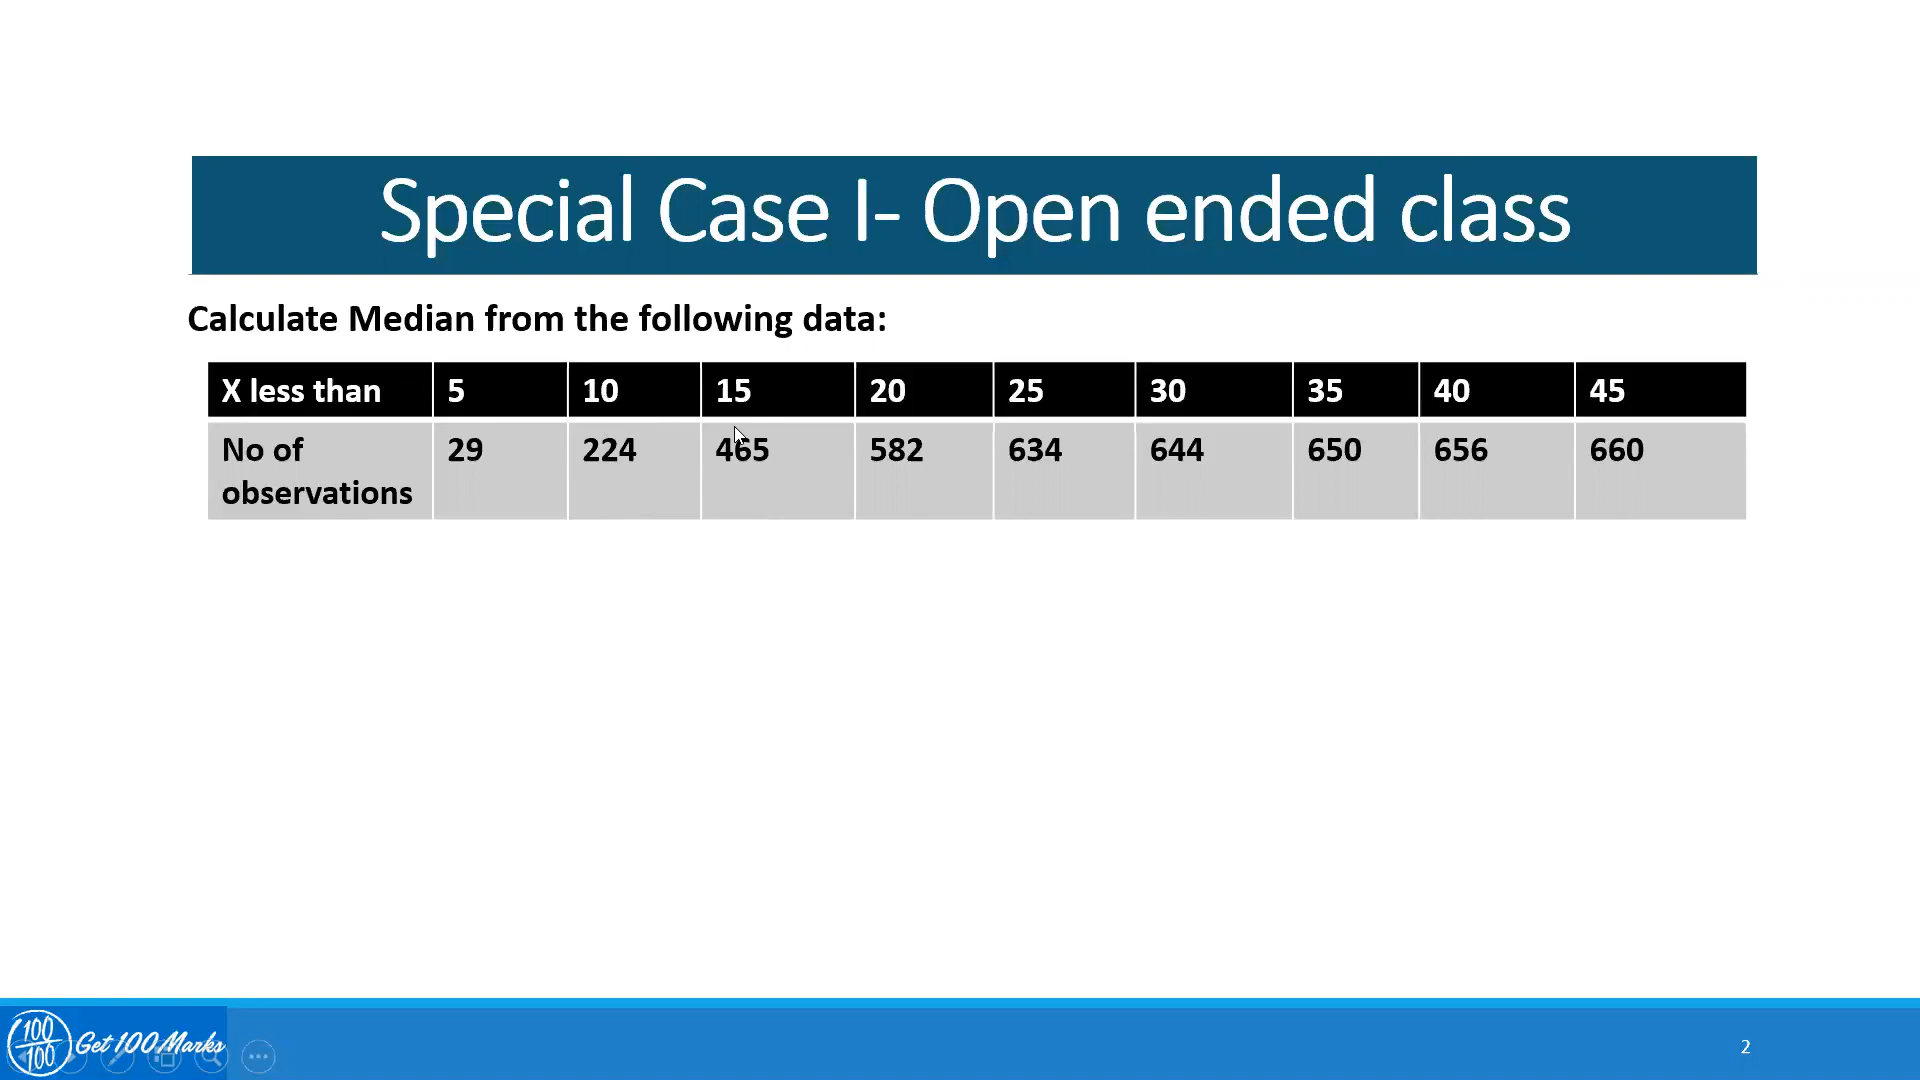 Special Case I- Open ended class
Calculate Median from the following data:
X less than 5 10 15 20 25 30 35 40 45
No of observations 29 224 465 582 634 644 650 656 660
100
100
Get 100 Marks
2